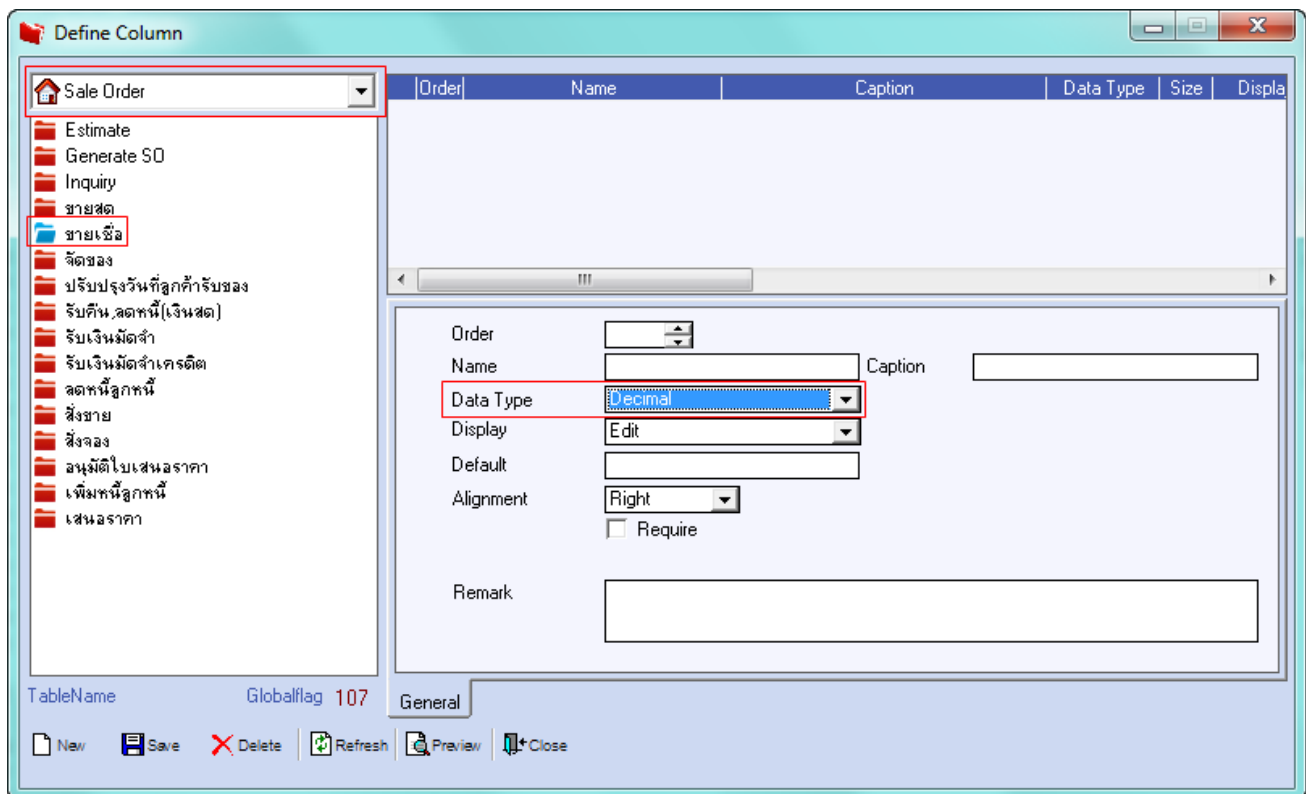 Define Column
Sale Order
Order Name Caption Data Type Size Displa
Estimate
Generate SO
Inquiry
ขายสด
ขายเชื่อ
จัดของ
ปรับปรุงวันที่ลูกค้ารับของ
รับคืน,ลดหนี้(เงินสด)
รับเงินมัดจำ
รับเงินมัดจำเครดิต
ลดหนี้ลูกหนี้
สั่งขาย
สั่งจอง
อนุมัติใบเสนอราคา
เพิ่มหนี้ลูกหนี้
เสนอราคา
Order
Name Caption
Data Type Decimal
Display Edit
Default
Alignment Right
Require
Remark
TableName Globalflag 107
General
New Save Delete Refresh Preview Close